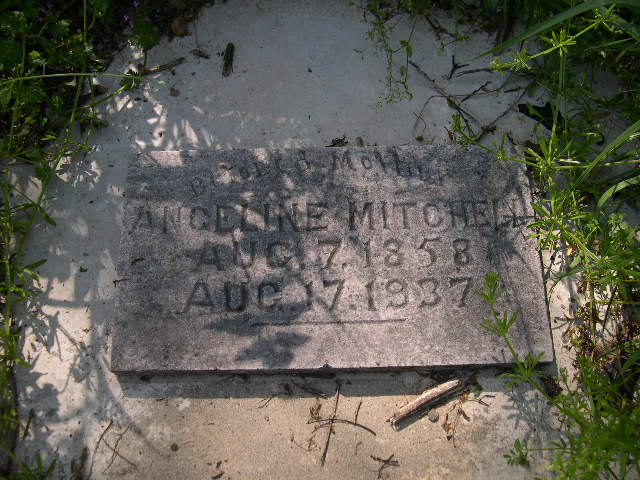 Mother
ANGELINE MITCHELL
AUG. 7. 1858
AUG. 17. 1937